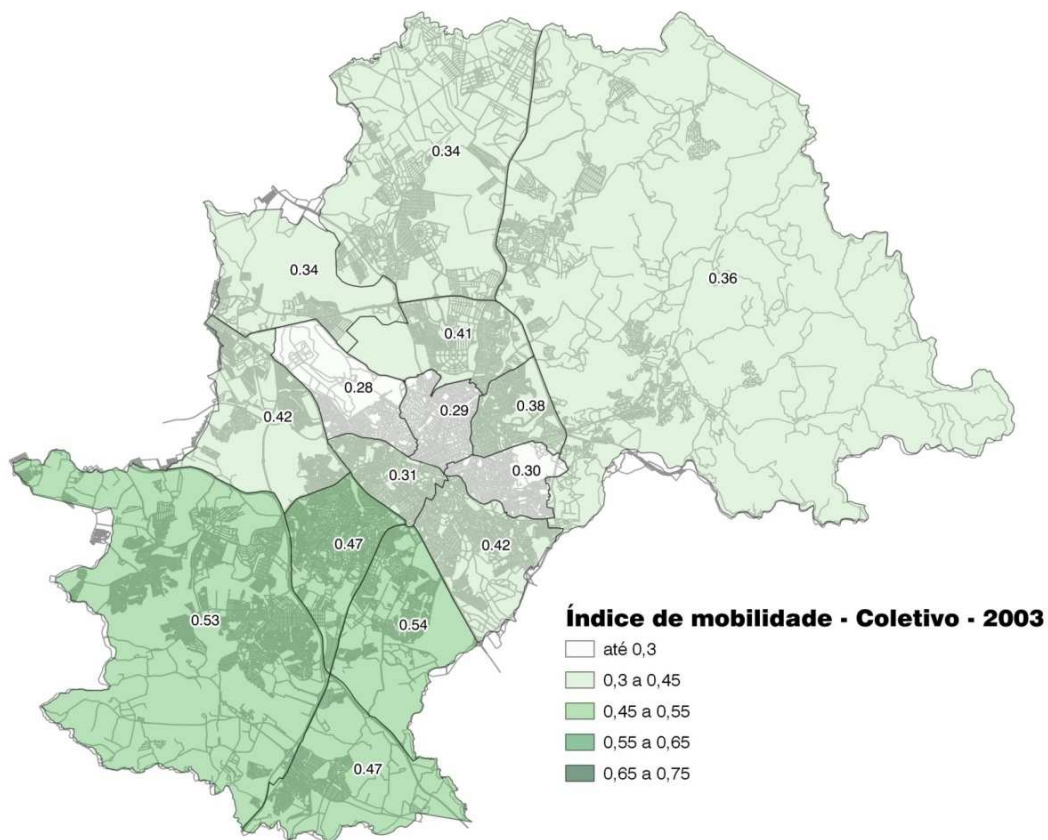 0.34
0.34
0.36
0.41
0.28
0.29
0.38
0.42
0.31
0.30
0.47
0.42
0.53
0.54
0.47
Índice de mobilidade - Coletivo - 2003
até 0,3
0,3 a 0,45
0,45 a 0,55
0,55 a 0,65
0,65 a 0,75